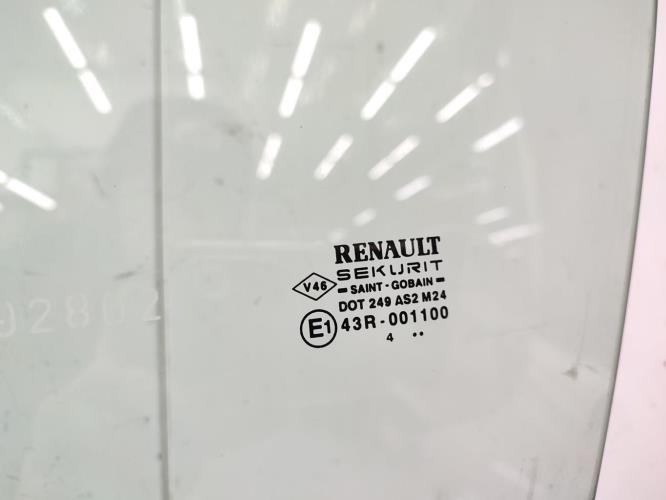 RENAULT
SEKURIT
V46
SAINT - GOBAIN
DOT 249 AS2 M24
E1 43R - 001100
4 ..